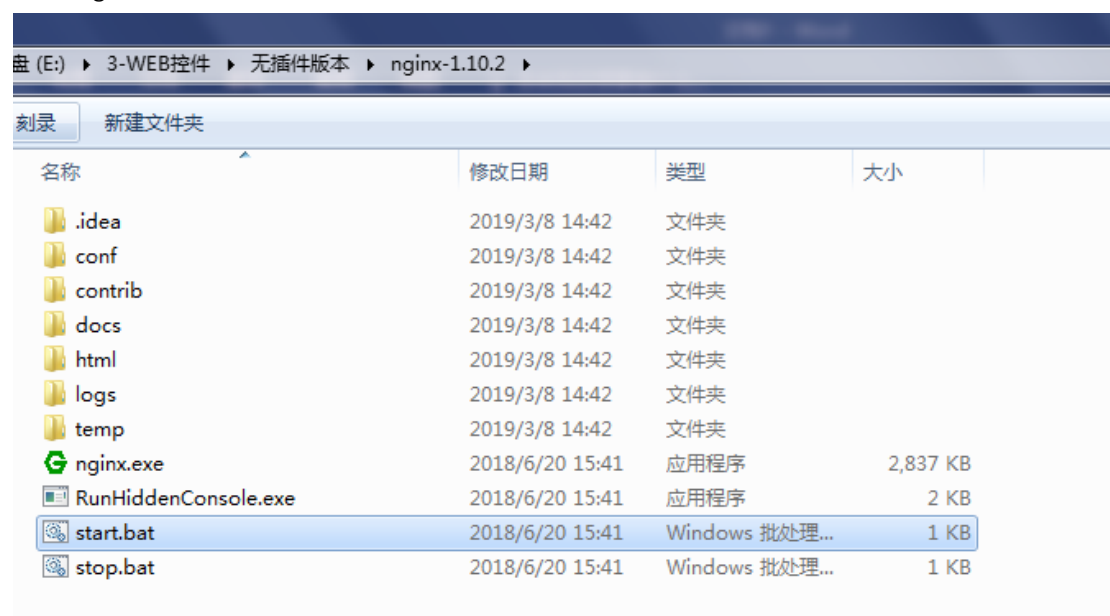 盘 (E:) ▸ 3-WEB控件 ▸ 无插件版本 ▸ nginx-1.10.2 ▸
刻录 新建文件夹
名称 修改日期 类型 大小
.idea 2019/3/8 14:42 文件夹
conf 2019/3/8 14:42 文件夹
contrib 2019/3/8 14:42 文件夹
docs 2019/3/8 14:42 文件夹
html 2019/3/8 14:42 文件夹
logs 2019/3/8 14:42 文件夹
temp 2019/3/8 14:42 文件夹
nginx.exe 2018/6/20 15:41 应用程序 2,837 KB
RunHiddenConsole.exe 2018/6/20 15:41 应用程序 2 KB
start.bat 2018/6/20 15:41 Windows 批处理... 1 KB
stop.bat 2018/6/20 15:41 Windows 批处理... 1 KB